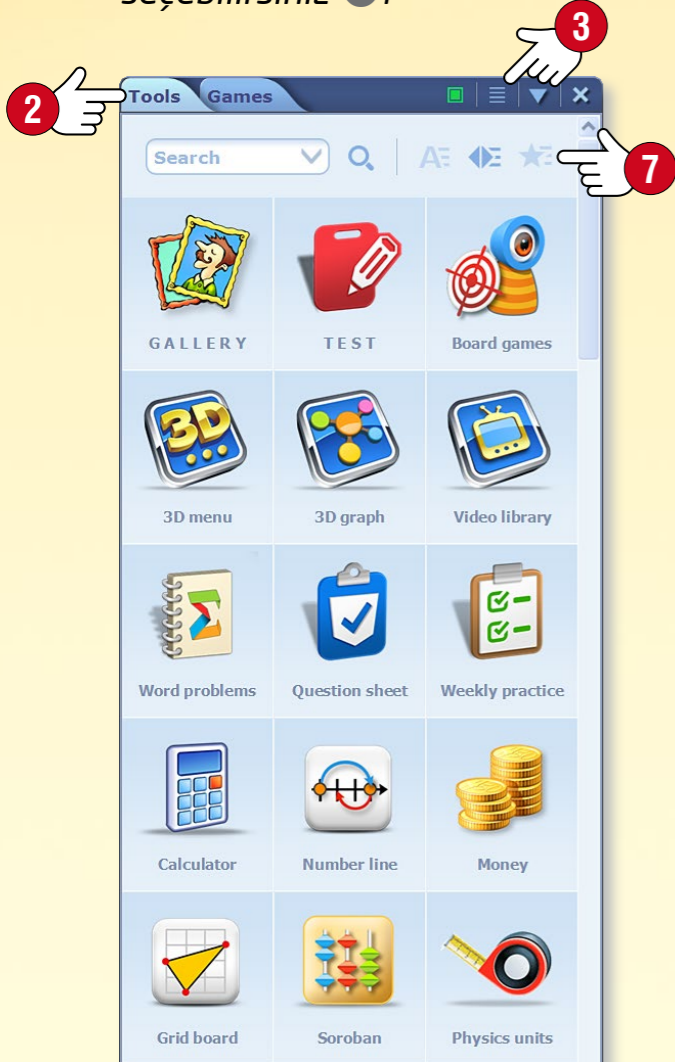 seçebilirsiniz
3
2
Tools Games
Search
A
7
GALLERY TEST Board games
3D
3D menu 3D graph Video library
Σ
Word problems Question sheet Weekly practice
Calculator Number line Money
Grid board Soroban Physics units